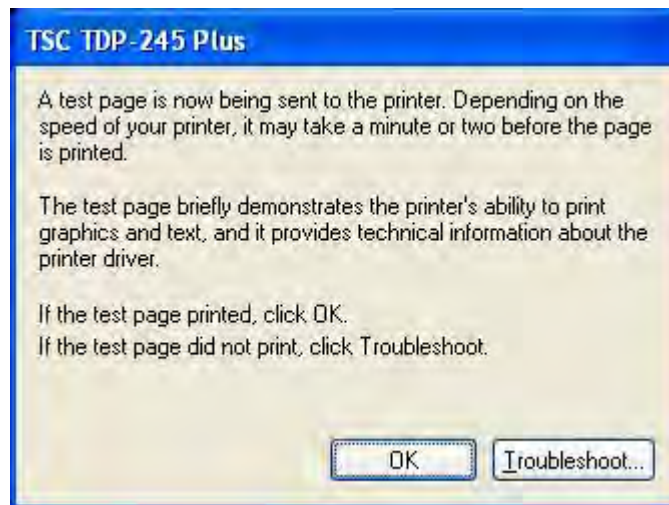 TSC TDP-245 Plus
A test page is now being sent to the printer. Depending on the
speed of your printer, it may take a minute or two before the page
is printed.
The test page briefly demonstrates the printer's ability to print
graphics and text, and it provides technical information about the
printer driver.
If the test page printed, click OK.
If the test page did not print, click Troubleshoot.
OK
Troubleshoot...